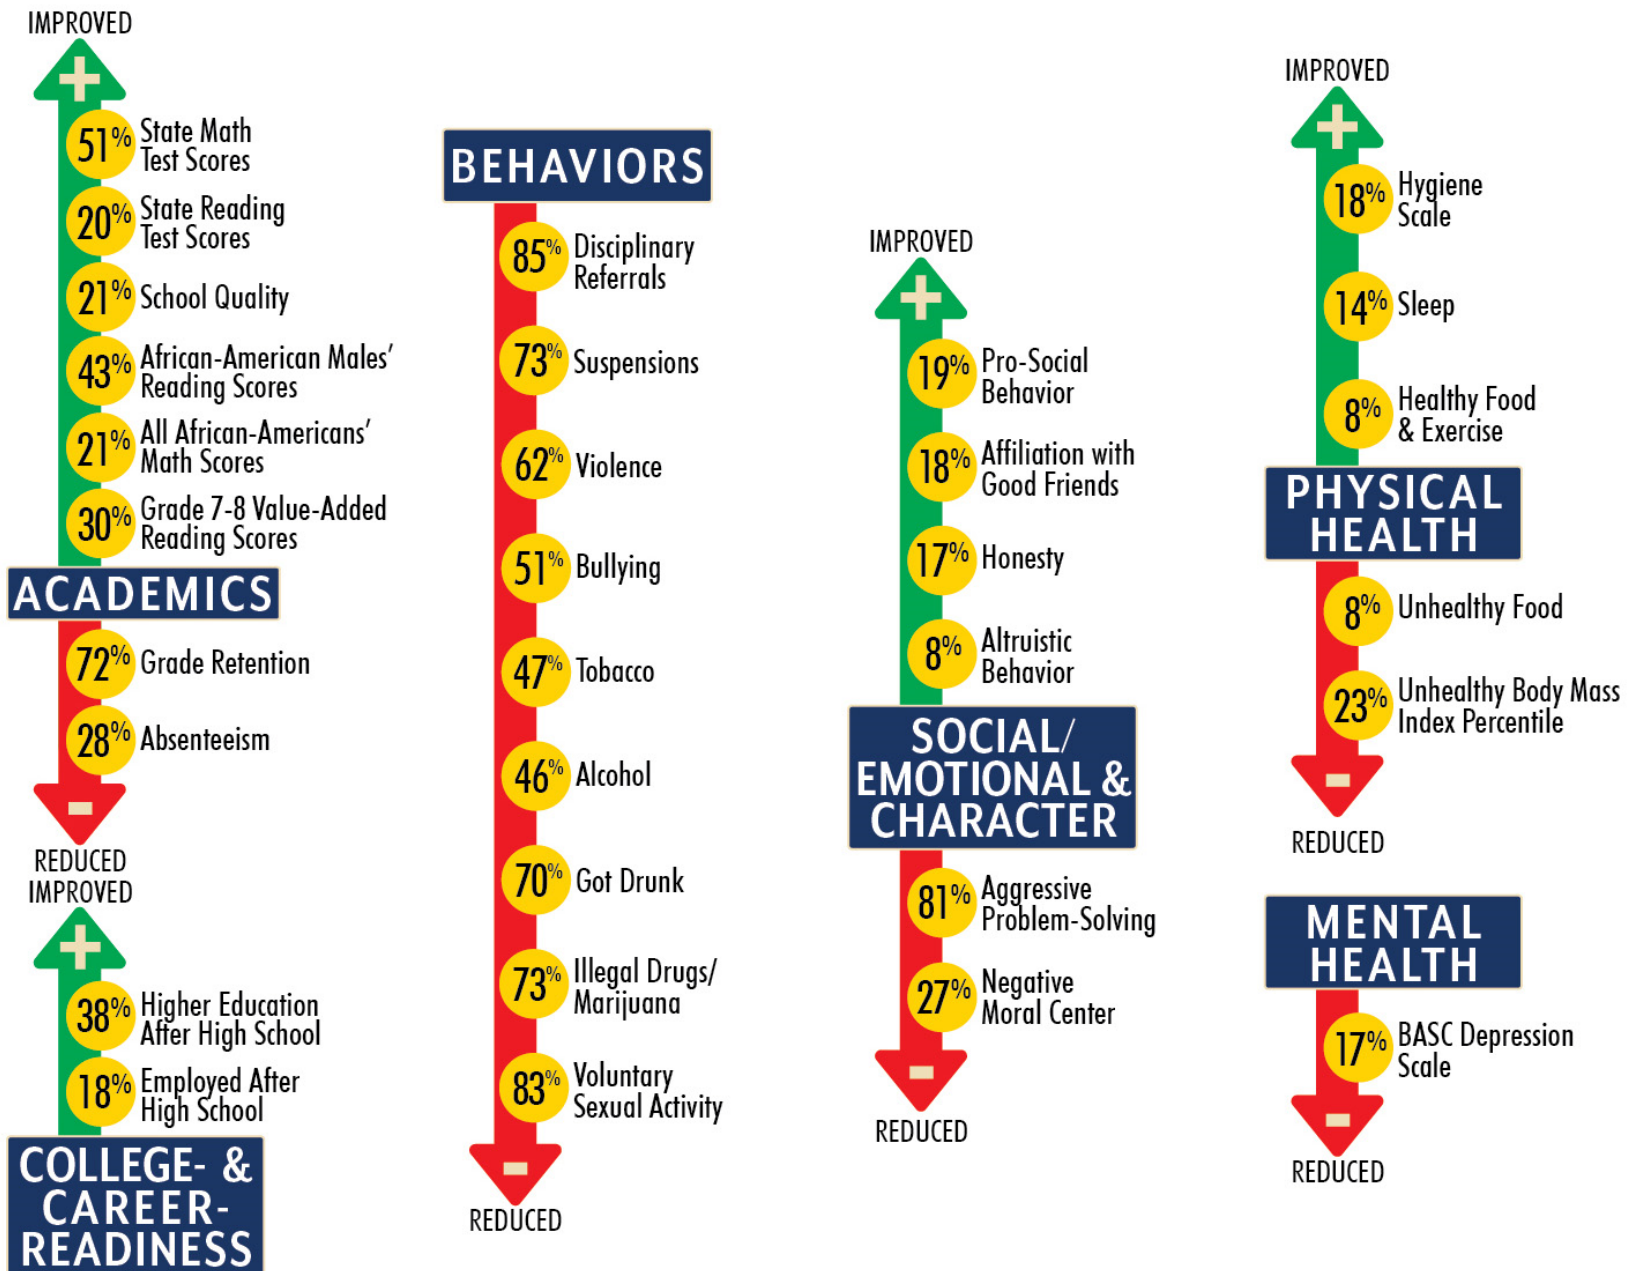 IMPROVED
+
51% State Math
Test Scores
20% State Reading
Test Scores
21% School Quality
43% African-American Males’
Reading Scores
21% All African-Americans’
Math Scores
30% Grade 7-8 Value-Added
Reading Scores
ACADEMICS
72% Grade Retention
28% Absenteeism
-
REDUCED
IMPROVED
+
38% Higher Education
After High School
18% Employed After
High School
COLLEGE- &
CAREER-
READINESS
BEHAVIORS
85% Disciplinary
Referrals
73% Suspensions
62% Violence
51% Bullying
47% Tobacco
46% Alcohol
70% Got Drunk
73% Illegal Drugs/
Marijuana
83% Voluntary
Sexual Activity
-
REDUCED
IMPROVED
+
19% Pro-Social
Behavior
18% Affiliation with
Good Friends
17% Honesty
8% Altruistic
Behavior
SOCIAL/
EMOTIONAL &
CHARACTER
81% Aggressive
Problem-Solving
27% Negative
Moral Center
-
REDUCED
IMPROVED
+
18% Hygiene
Scale
14% Sleep
8% Healthy Food
& Exercise
PHYSICAL
HEALTH
8% Unhealthy Food
23% Unhealthy Body Mass
Index Percentile
-
REDUCED
MENTAL
HEALTH
17% BASC Depression
Scale
-
REDUCED